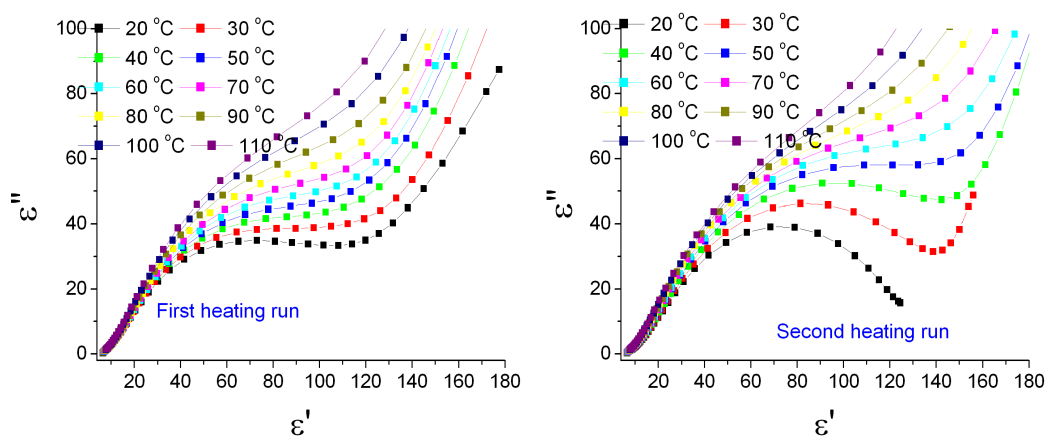 100
80
60
40
20
0
20 °C 30 °C
40 °C 50 °C
60 °C 70 °C
80 °C 90 °C
100 °C 110 °C
First heating run
20 40 60 80 100 120 140 160 180
ε'
ε"
100
80
60
40
20
0
20 °C 30 °C
40 °C 50 °C
60 °C 70 °C
80 °C 90 °C
100 °C 110 °C
Second heating run
20 40 60 80 100 120 140 160 180
ε'
ε"